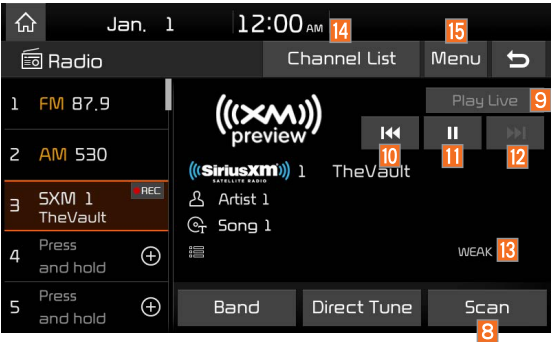 Jan. 1 12:00 AM 14 15
Radio Channel List Menu
1 FM 87.9
Play Live 9
((XM))
preview
10 11 12
2 AM 530
((SiriusXM)) 1 TheVault
SATELLITE RADIO
3 SXM 1 REC
TheVault
Artist 1
Song 1
4 Press
and hold
WEAK 13
5 Press
and hold
Band Direct Tune Scan
8